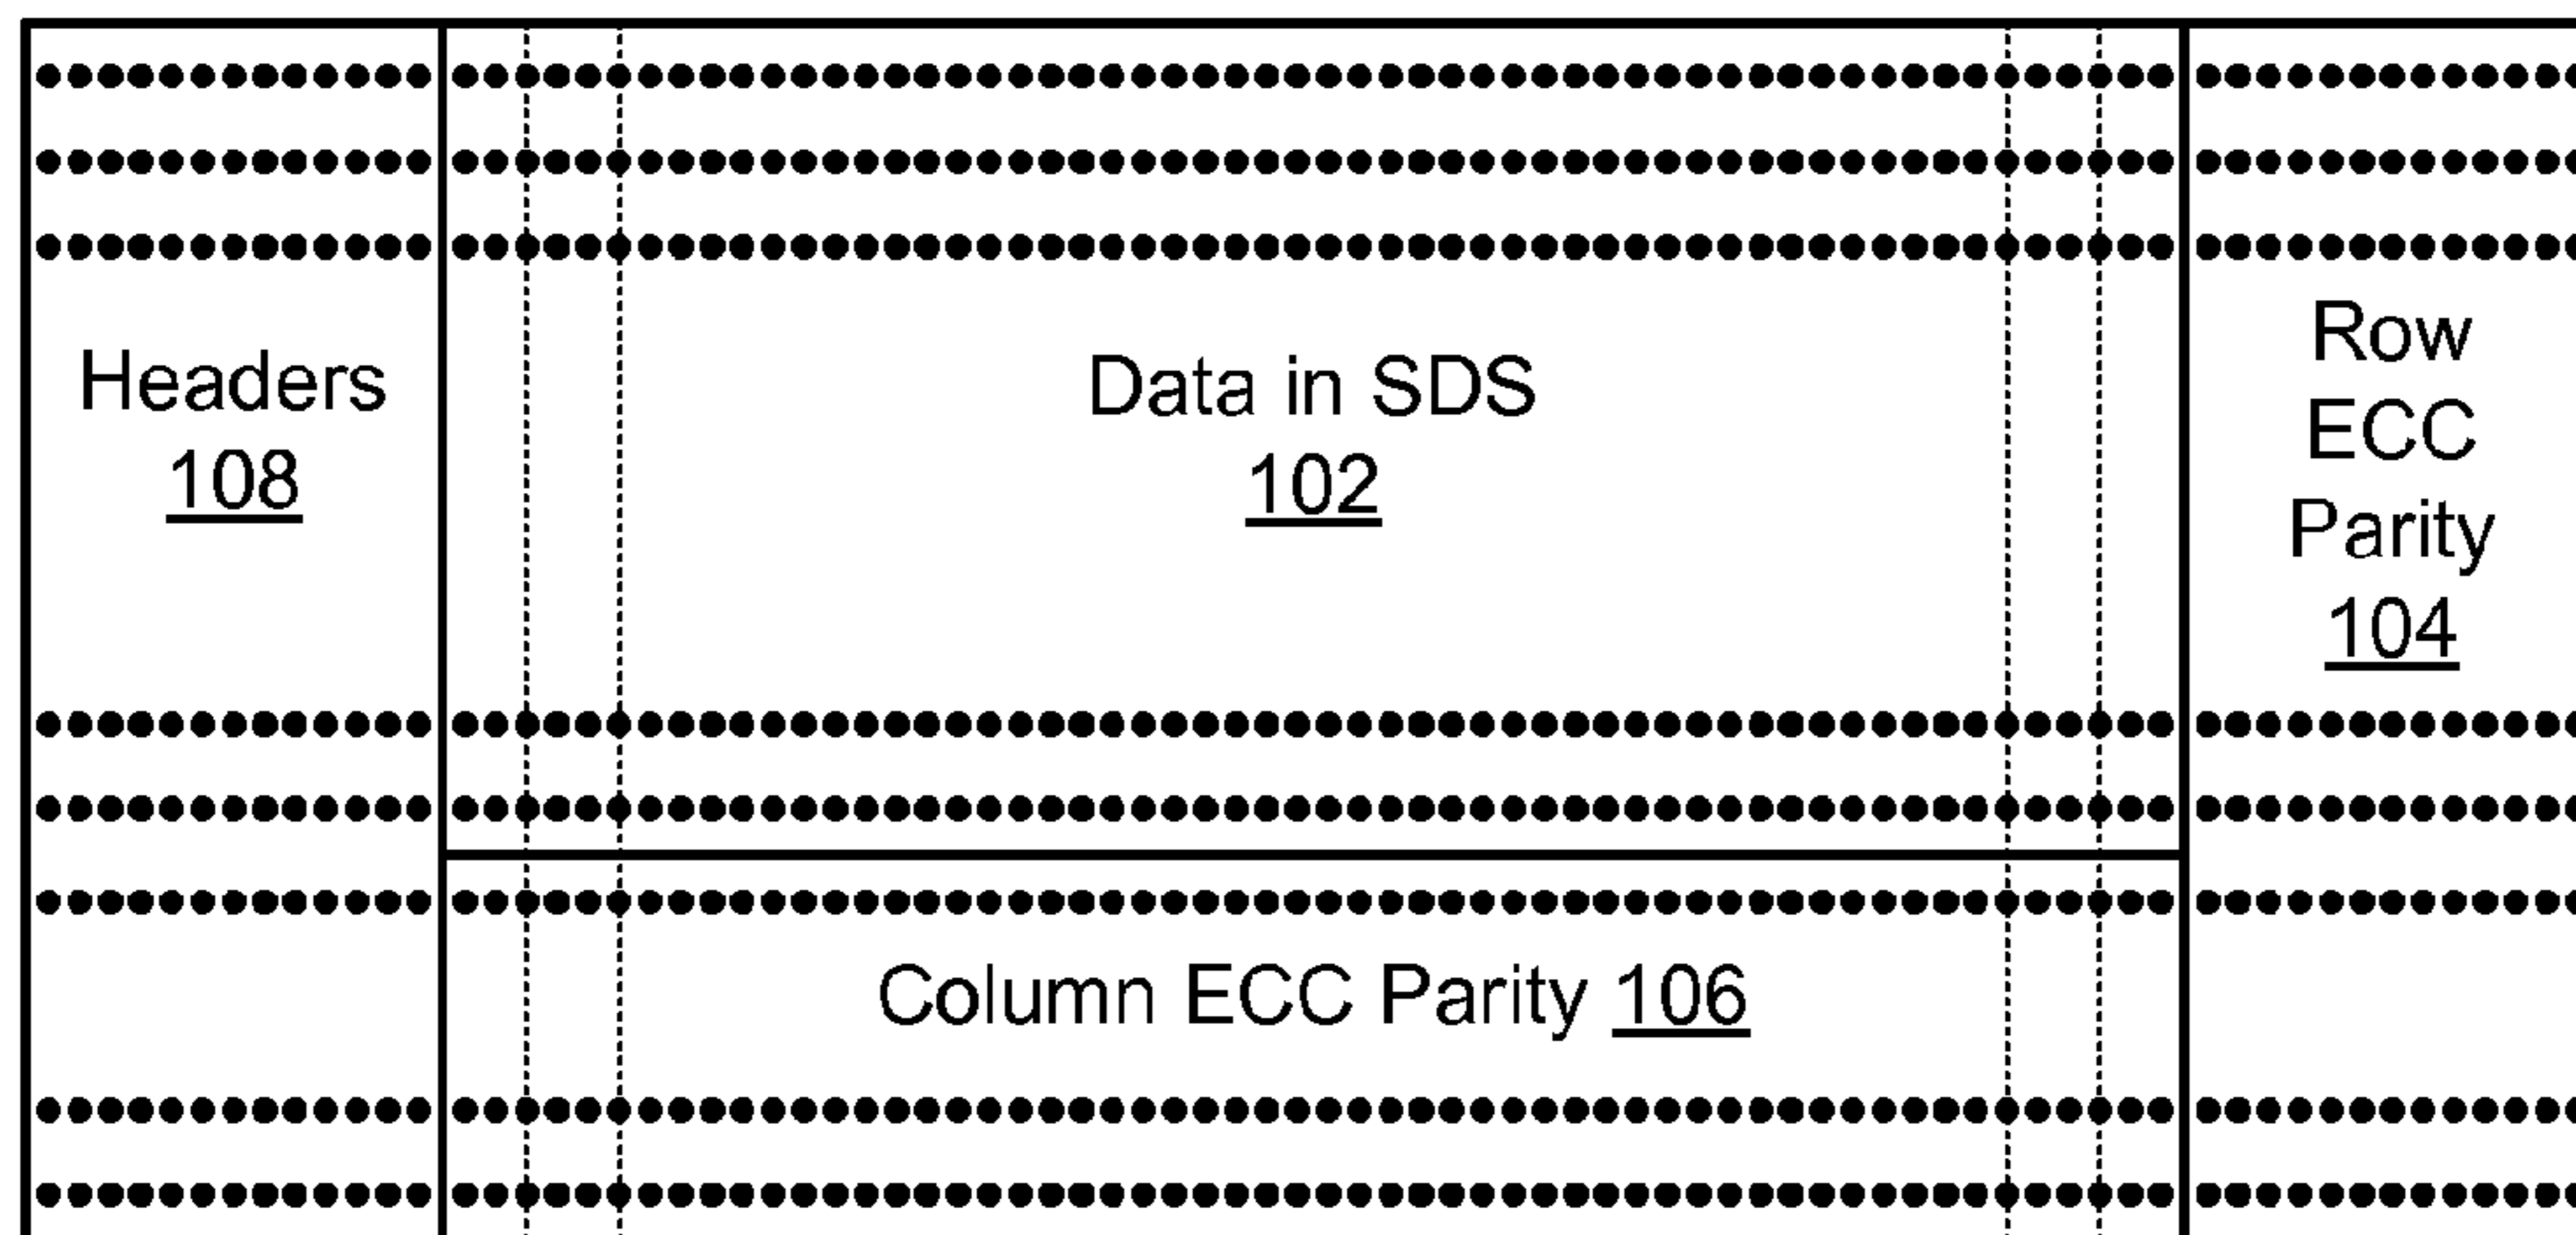 Headers
108
Data in SDS
102
Row
ECC
Parity
104
Column ECC Parity 106